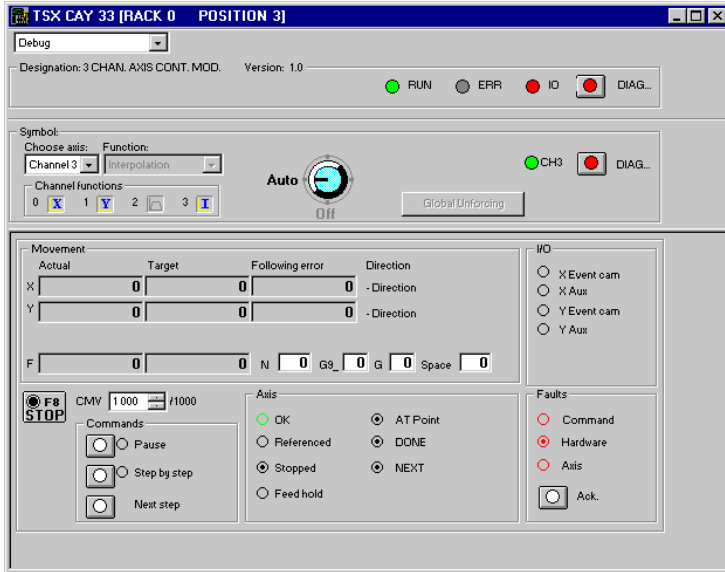 TSX CAY 33 [RACK 0 POSITION 3]
Debug
Designation: 3 CHAN. AXIS CONT. MOD. Version: 1.0
RUN ERR IO DIAG...
Symbol:
Choose axis: Function:
Channel 3 Interpolation
Auto
Off
CH3 DIAG...
Channel functions
0 X 1 Y 2 3 I
Global Unforcing
Movement
Actual Target Following error Direction
X 0 0 0 - Direction
Y 0 0 0 - Direction
F 0 0 N 0 G9_ 0 G 0 Space 0
I/O
X Event cam
X Aux
Y Event cam
Y Aux
F8
STOP
CMV 1000 /1000
Commands
Pause
Step by step
Next step
Axis
OK AT Point
Referenced DONE
Stopped NEXT
Feed hold
Faults
Command
Hardware
Axis
Ack.